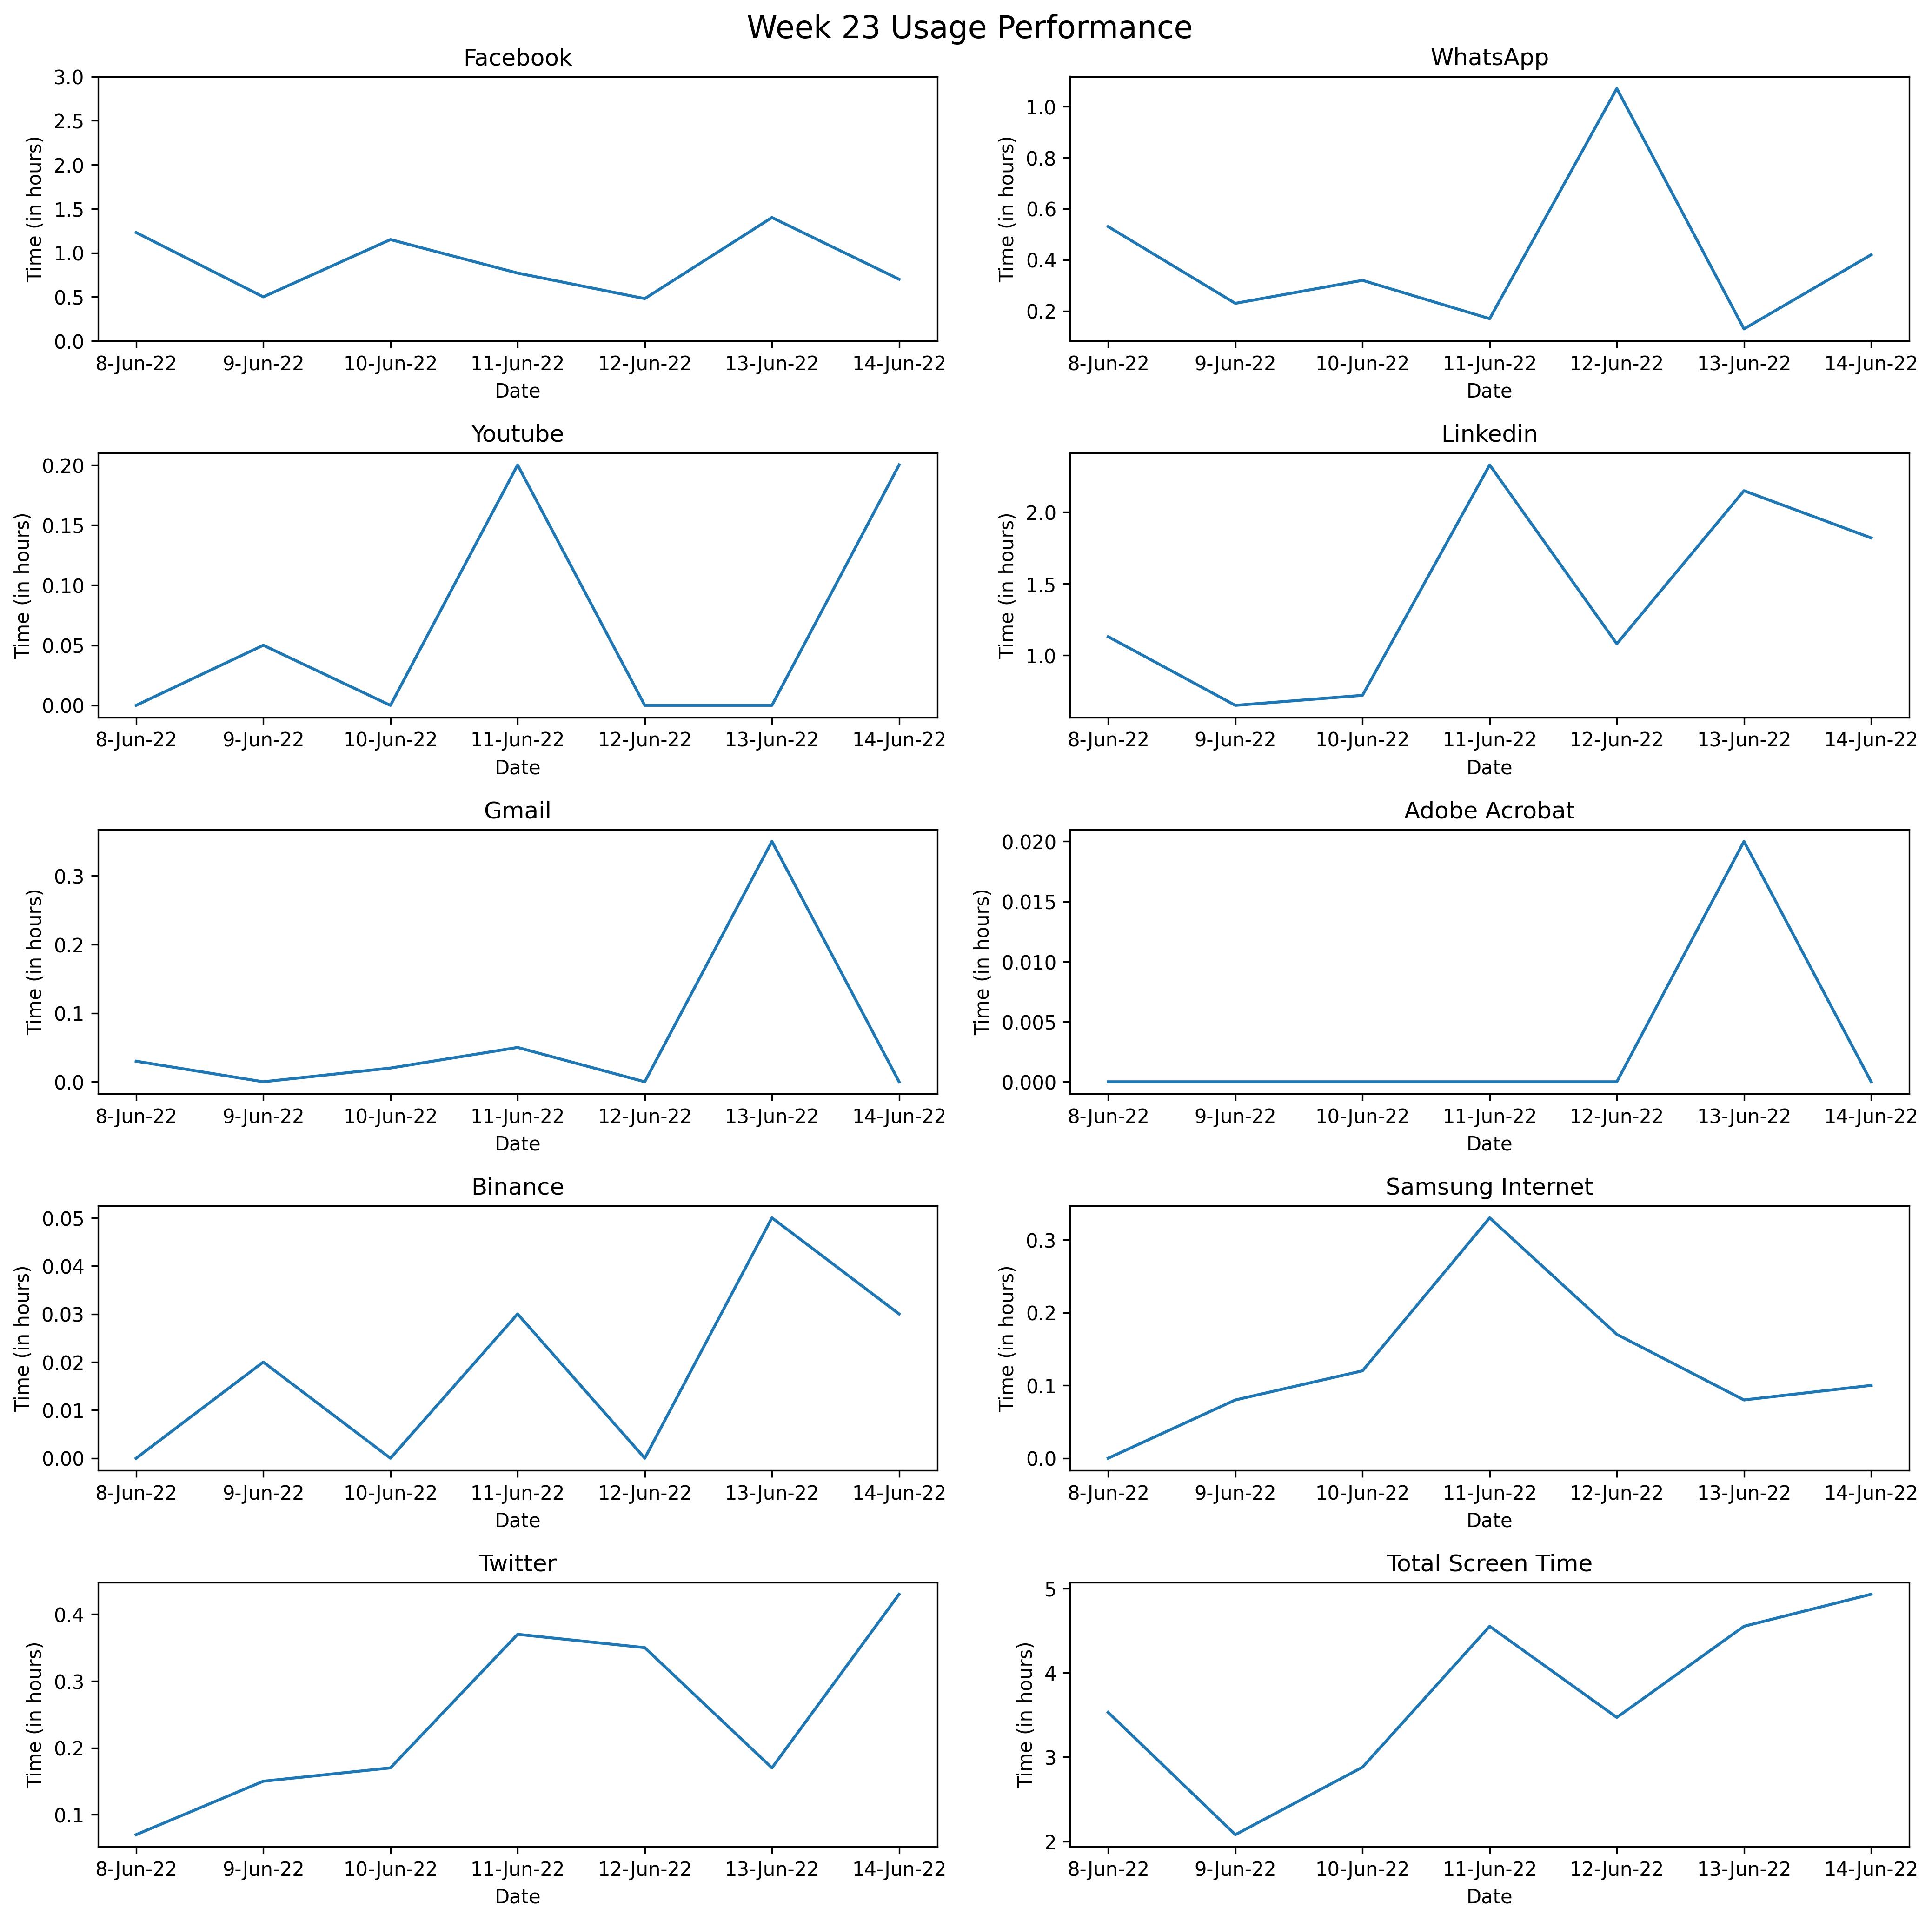 Week 23 Usage Performance
Facebook
Time (in hours)
3.0
2.5
2.0
1.5
1.0
0.5
0.0
8-Jun-22 9-Jun-22 10-Jun-22 11-Jun-22 12-Jun-22 13-Jun-22 14-Jun-22
Date
WhatsApp
Time (in hours)
1.0
0.8
0.6
0.4
0.2
8-Jun-22 9-Jun-22 10-Jun-22 11-Jun-22 12-Jun-22 13-Jun-22 14-Jun-22
Date
Youtube
Time (in hours)
0.20
0.15
0.10
0.05
0.00
8-Jun-22 9-Jun-22 10-Jun-22 11-Jun-22 12-Jun-22 13-Jun-22 14-Jun-22
Date
Linkedin
Time (in hours)
2.0
1.5
1.0
8-Jun-22 9-Jun-22 10-Jun-22 11-Jun-22 12-Jun-22 13-Jun-22 14-Jun-22
Date
Gmail
Time (in hours)
0.3
0.2
0.1
0.0
8-Jun-22 9-Jun-22 10-Jun-22 11-Jun-22 12-Jun-22 13-Jun-22 14-Jun-22
Date
Adobe Acrobat
Time (in hours)
0.020
0.015
0.010
0.005
0.000
8-Jun-22 9-Jun-22 10-Jun-22 11-Jun-22 12-Jun-22 13-Jun-22 14-Jun-22
Date
Binance
Time (in hours)
0.05
0.04
0.03
0.02
0.01
0.00
8-Jun-22 9-Jun-22 10-Jun-22 11-Jun-22 12-Jun-22 13-Jun-22 14-Jun-22
Date
Samsung Internet
Time (in hours)
0.3
0.2
0.1
0.0
8-Jun-22 9-Jun-22 10-Jun-22 11-Jun-22 12-Jun-22 13-Jun-22 14-Jun-22
Date
Twitter
Time (in hours)
0.4
0.3
0.2
0.1
8-Jun-22 9-Jun-22 10-Jun-22 11-Jun-22 12-Jun-22 13-Jun-22 14-Jun-22
Date
Total Screen Time
Time (in hours)
5
4
3
2
8-Jun-22 9-Jun-22 10-Jun-22 11-Jun-22 12-Jun-22 13-Jun-22 14-Jun-22
Date